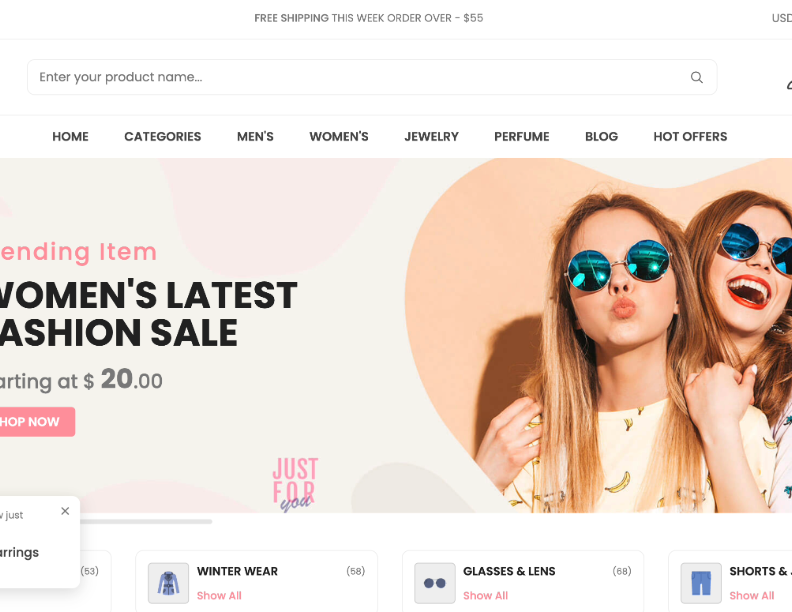 FREE SHIPPING THIS WEEK ORDER OVER - $55
USD
Enter your product name...
HOME CATEGORIES MEN'S WOMEN'S JEWELRY PERFUME BLOG HOT OFFERS
ending Item
WOMEN'S LATEST
ASHION SALE
arting at $ 20.00
HOP NOW
JUST
FOR
you
w just
arrings
(53)
WINTER WEAR (58)
Show All
GLASSES & LENS (68)
Show All
SHORTS &
Show All